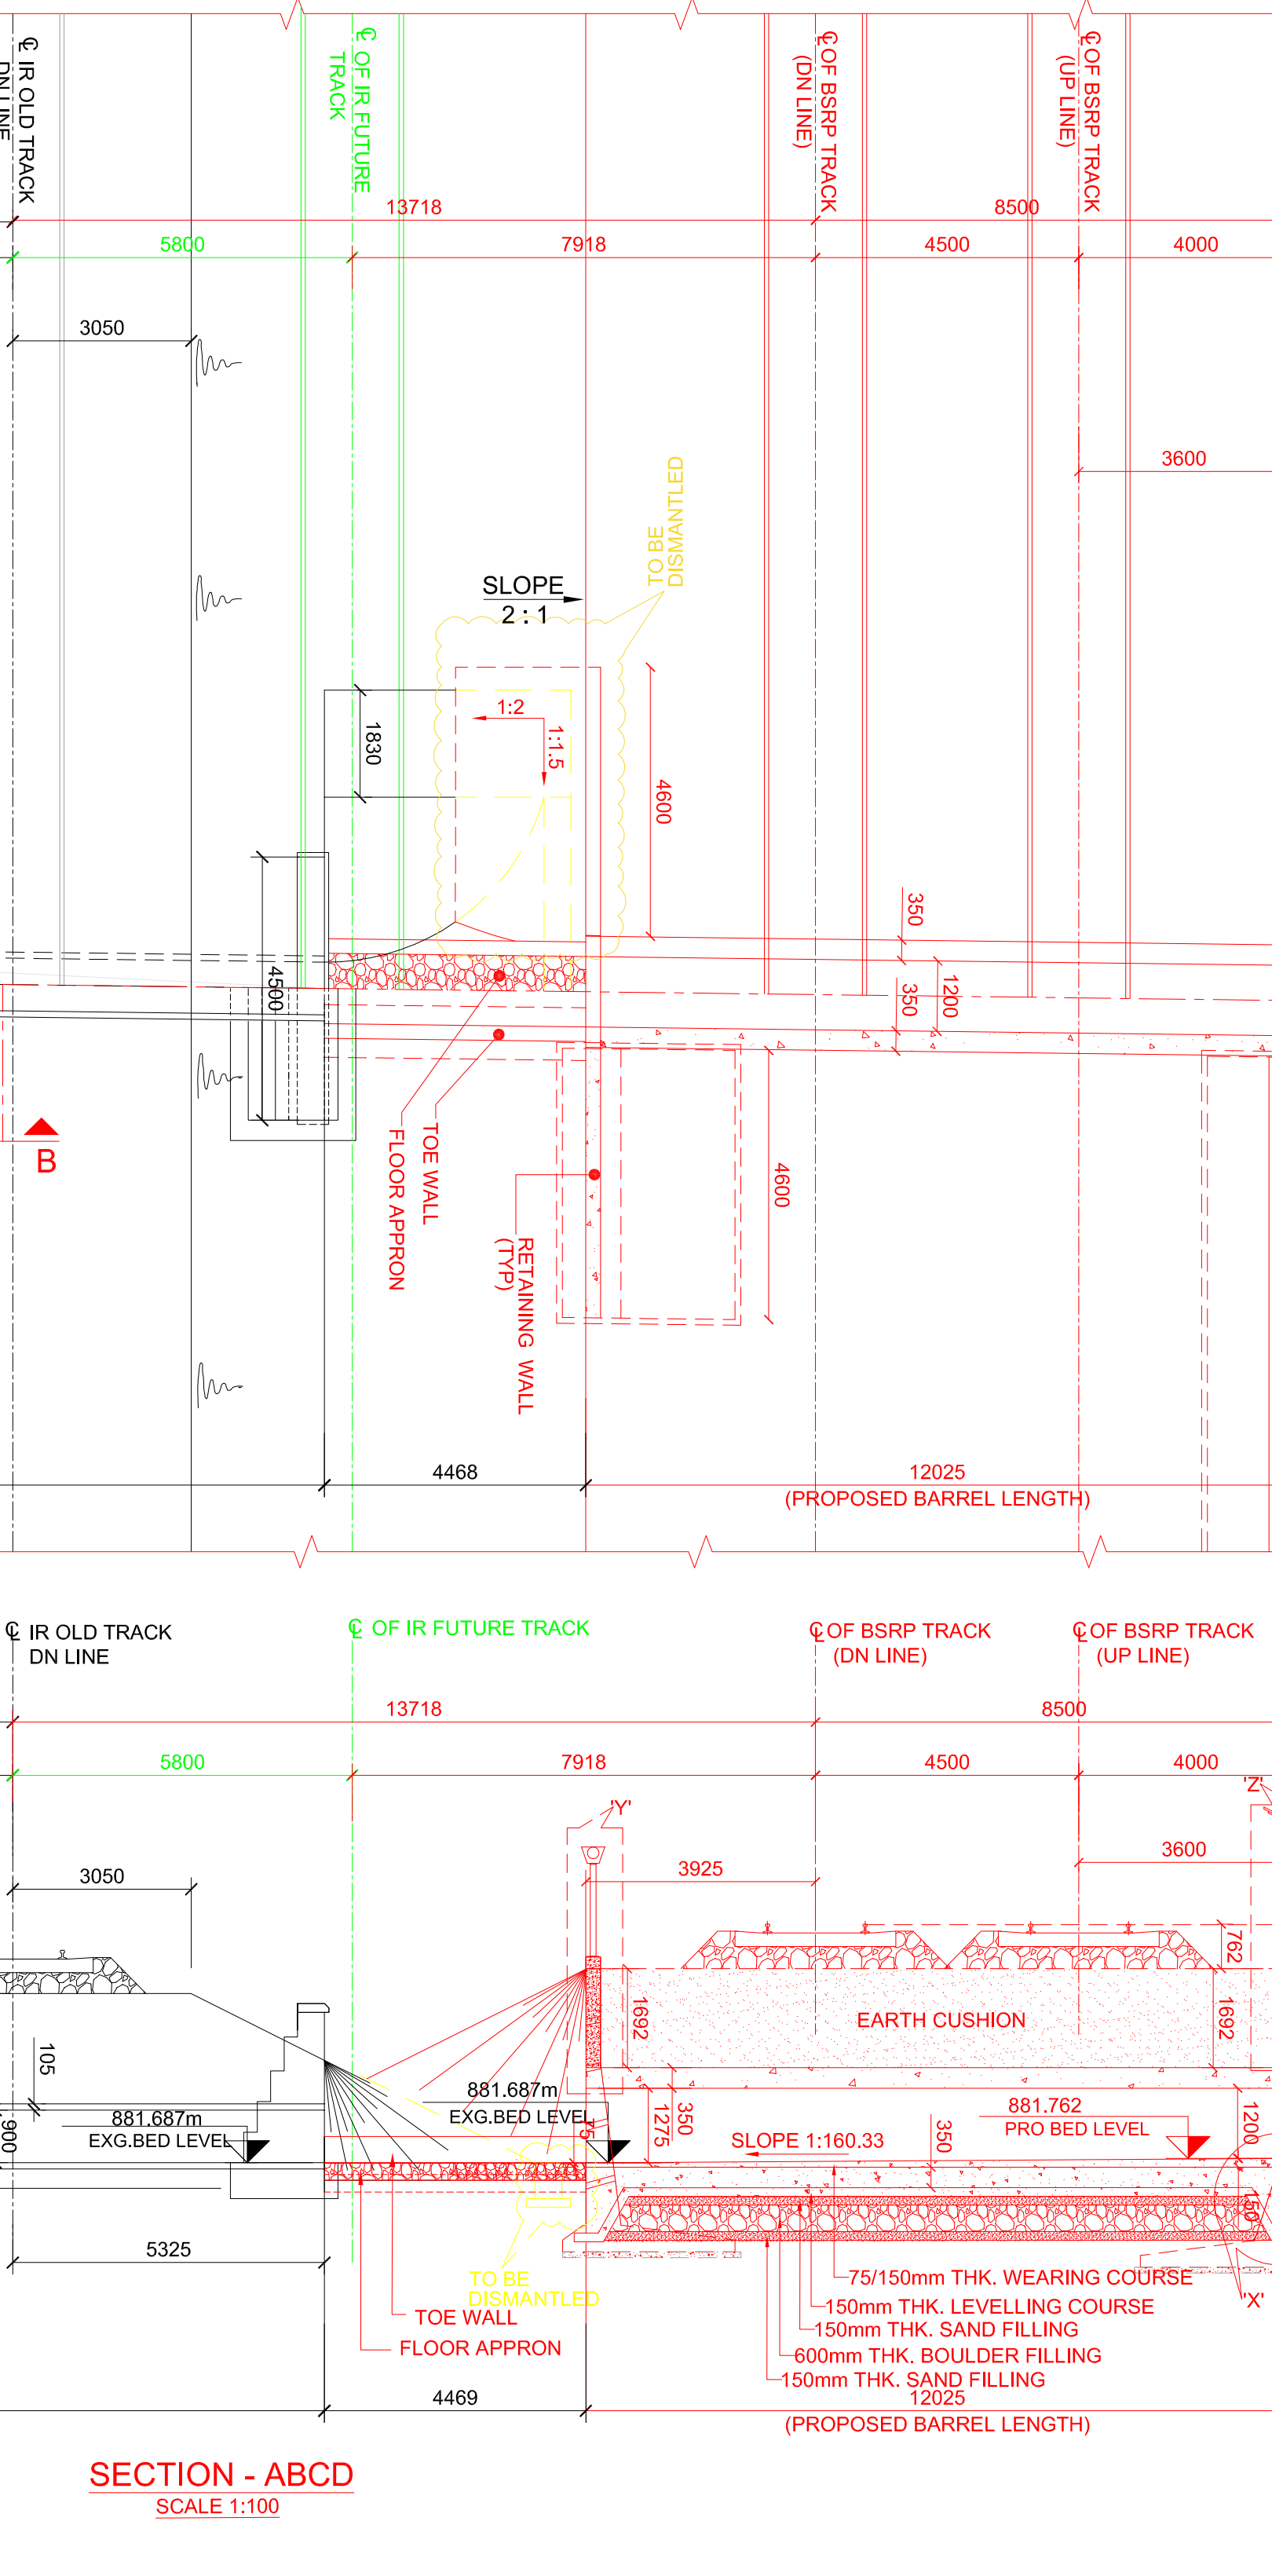 ℄ IR OLD TRACK
DN LINE
℄ OF IR FUTURE
TRACK
℄ OF BSRP TRACK
(DN LINE)
℄ OF BSRP TRACK
(UP LINE)
13718
8500
5800
7918
4500
4000
3050
3600
TO BE
DISMANTLED
SLOPE
2 : 1
1:2
1:1.5
1830
4600
350
4500
1200
350
B
TOE WALL
FLOOR APPRON
4600
RETAINING WALL
(TYP)
4468
12025
(PROPOSED BARREL LENGTH)
℄ IR OLD TRACK
DN LINE
℄ OF IR FUTURE TRACK
℄ OF BSRP TRACK
(DN LINE)
℄ OF BSRP TRACK
(UP LINE)
13718
8500
5800
7918
4500
4000
'Z'
'Y'
3050
3925
3600
762
1692
1692
EARTH CUSHION
105
900
881.687m
EXG.BED LEVEL
881.687m
EXG.BED LEVEL
75
1275
350
881.762
PRO BED LEVEL
SLOPE 1:160.33
350
1200
150
5325
TO BE
DISMANTLED
75/150mm THK. WEARING COURSE
'X'
150mm THK. LEVELLING COURSE
TOE WALL
150mm THK. SAND FILLING
FLOOR APPRON
600mm THK. BOULDER FILLING
150mm THK. SAND FILLING
4469
12025
(PROPOSED BARREL LENGTH)
SECTION - ABCD
SCALE 1:100